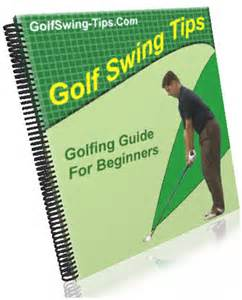 GolfSwing-Tips.Com
Golf Swing Tips
Golfing Guide
For Beginners